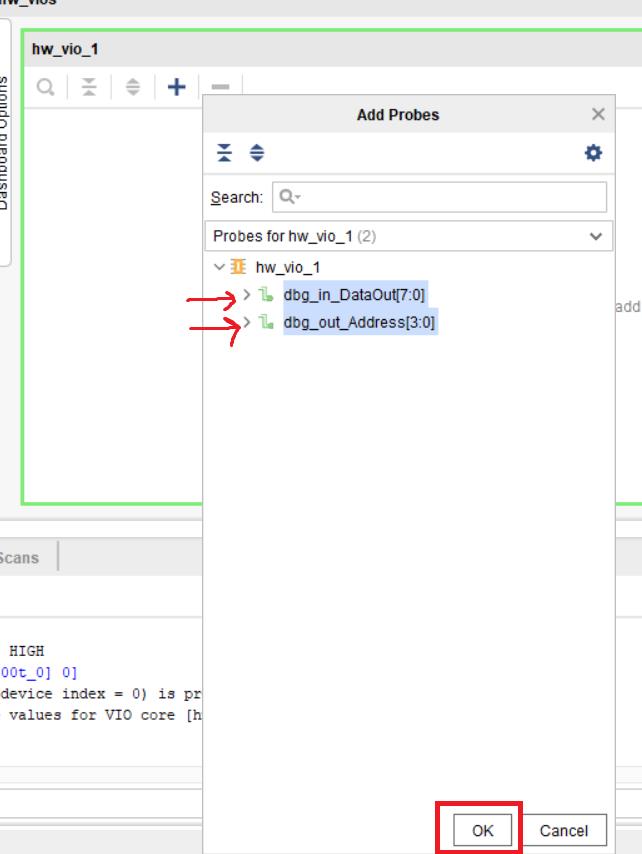 hw_vios
hw_vio_1
Dashboard Options
Add Probes
Search:
Probes for hw_vio_1 (2)
hw_vio_1
dbg_in_DataOut[7:0]
dbg_out_Address[3:0]
add
Scans
HIGH
00t_0] 0]
device index = 0) is pr
values for VIO core [h
OK
Cancel